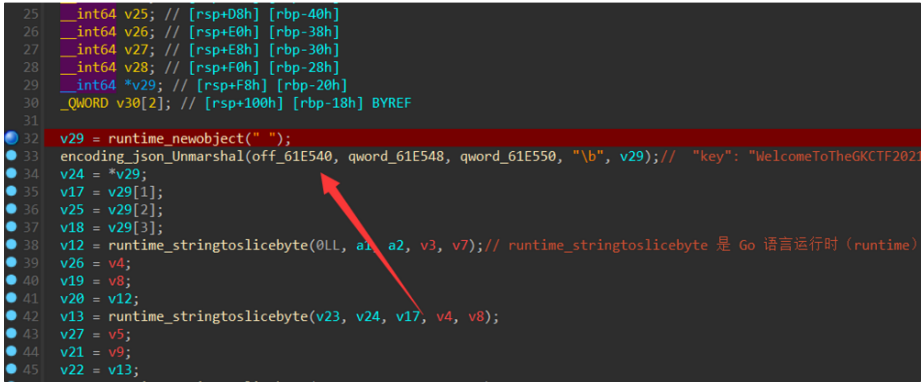 25 __int64 v25; // [rsp+D8h] [rbp-40h]
26 __int64 v26; // [rsp+E0h] [rbp-38h]
27 __int64 v27; // [rsp+E8h] [rbp-30h]
28 __int64 v28; // [rsp+F0h] [rbp-28h]
29 __int64 *v29; // [rsp+F8h] [rbp-20h]
30 _QWORD v30[2]; // [rsp+100h] [rbp-18h] BYREF
31
32 v29 = runtime_newobject(" ");
33 encoding_json_Unmarshal(off_61E540, qword_61E548, qword_61E550, "\b", v29);// "key": "WelcomeToTheGKCTF2021
34 v24 = *v29;
35 v17 = v29[1];
36 v25 = v29[2];
37 v18 = v29[3];
38 v12 = runtime_stringtoslicebyte(0LL, a1, a2, v3, v7);// runtime_stringtoslicebyte 是 Go 语言运行时（runtime）
39 v26 = v4;
40 v19 = v8;
41 v20 = v12;
42 v13 = runtime_stringtoslicebyte(v23, v24, v17, v4, v8);
43 v27 = v5;
44 v21 = v9;
45 v22 = v13;